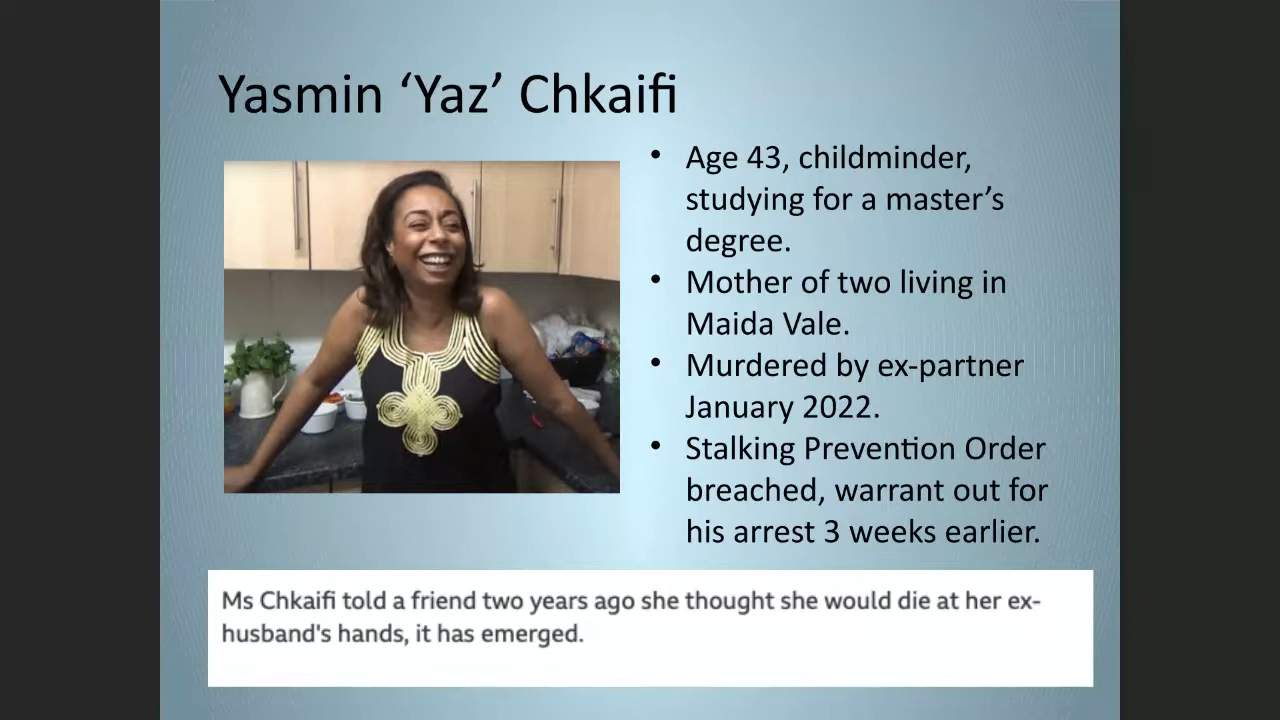 Yasmin ‘Yaz’ Chkaifi
• Age 43, childminder,
studying for a master’s
degree.
• Mother of two living in
Maida Vale.
• Murdered by ex-partner
January 2022.
• Stalking Prevention Order
breached, warrant out for
his arrest 3 weeks earlier.
Ms Chkaifi told a friend two years ago she thought she would die at her ex-
husband's hands, it has emerged.